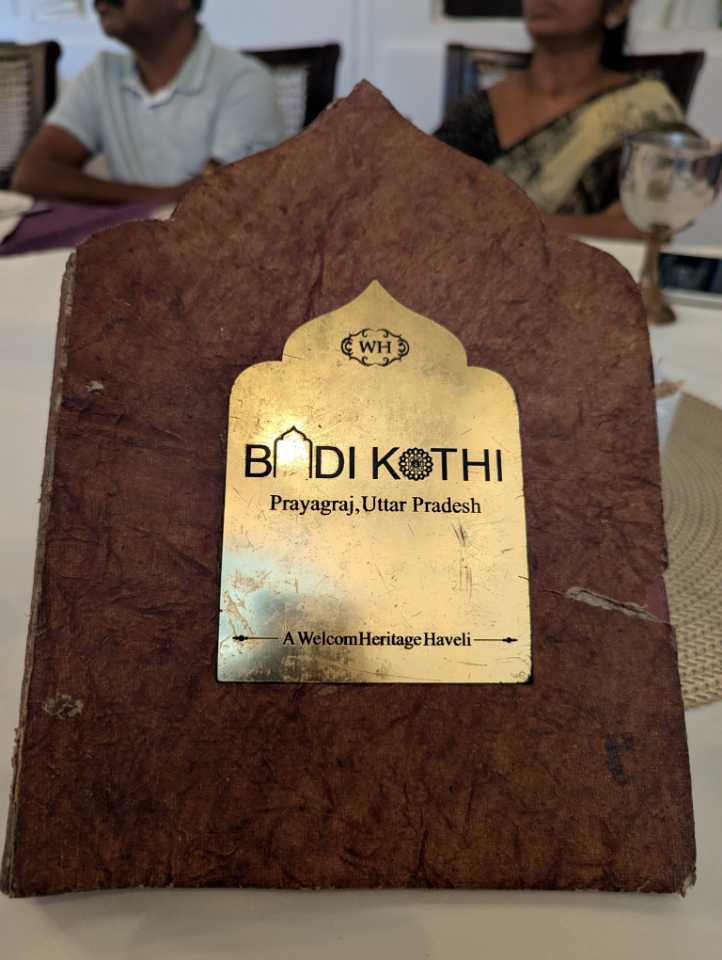 WH
BADI KOTHI
Prayagraj,Uttar Pradesh
A WelcomHeritage Haveli